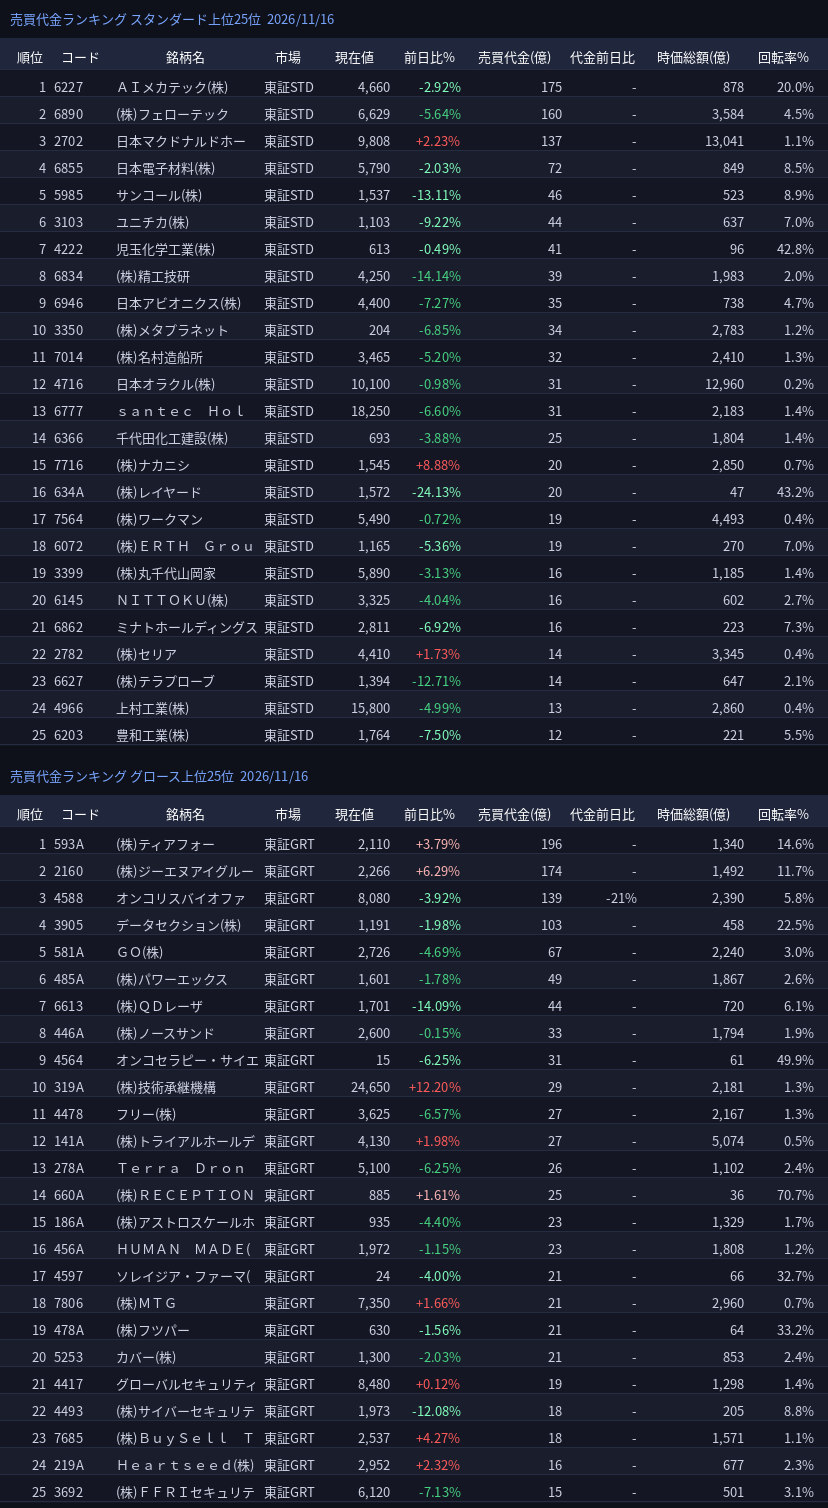 売買代金ランキング スタンダード上位25位 2026/11/16
順位 コード 銘柄名 市場 現在値 前日比% 売買代金(億) 代金前日比 時価総額(億) 回転率%
1 6227 ＡＩメカテック(株) 東証STD 4,660 -2.92% 175 - 878 20.0%
2 6890 (株)フェローテック 東証STD 6,629 -5.64% 160 - 3,584 4.5%
3 2702 日本マクドナルドホー 東証STD 9,808 +2.23% 137 - 13,041 1.1%
4 6855 日本電子材料(株) 東証STD 5,790 -2.03% 72 - 849 8.5%
5 5985 サンコール(株) 東証STD 1,537 -13.11% 46 - 523 8.9%
6 3103 ユニチカ(株) 東証STD 1,103 -9.22% 44 - 637 7.0%
7 4222 児玉化学工業(株) 東証STD 613 -0.49% 41 - 96 42.8%
8 6834 (株)精工技研 東証STD 4,250 -14.14% 39 - 1,983 2.0%
9 6946 日本アビオニクス(株) 東証STD 4,400 -7.27% 35 - 738 4.7%
10 3350 (株)メタプラネット 東証STD 204 -6.85% 34 - 2,783 1.2%
11 7014 (株)名村造船所 東証STD 3,465 -5.20% 32 - 2,410 1.3%
12 4716 日本オラクル(株) 東証STD 10,100 -0.98% 31 - 12,960 0.2%
13 6777 ｓａｎｔｅｃ　Ｈｏｌ 東証STD 18,250 -6.60% 31 - 2,183 1.4%
14 6366 千代田化工建設(株) 東証STD 693 -3.88% 25 - 1,804 1.4%
15 7716 (株)ナカニシ 東証STD 1,545 +8.88% 20 - 2,850 0.7%
16 634A (株)レイヤード 東証STD 1,572 -24.13% 20 - 47 43.2%
17 7564 (株)ワークマン 東証STD 5,490 -0.72% 19 - 4,493 0.4%
18 6072 (株)ＥＲＴＨ　Ｇｒｏｕ 東証STD 1,165 -5.36% 19 - 270 7.0%
19 3399 (株)丸千代山岡家 東証STD 5,890 -3.13% 16 - 1,185 1.4%
20 6145 ＮＩＴＴＯＫＵ(株) 東証STD 3,325 -4.04% 16 - 602 2.7%
21 6862 ミナトホールディングス 東証STD 2,811 -6.92% 16 - 223 7.3%
22 2782 (株)セリア 東証STD 4,410 +1.73% 14 - 3,345 0.4%
23 6627 (株)テラプローブ 東証STD 1,394 -12.71% 14 - 647 2.1%
24 4966 上村工業(株) 東証STD 15,800 -4.99% 13 - 2,860 0.4%
25 6203 豊和工業(株) 東証STD 1,764 -7.50% 12 - 221 5.5%
売買代金ランキング グロース上位25位 2026/11/16
順位 コード 銘柄名 市場 現在値 前日比% 売買代金(億) 代金前日比 時価総額(億) 回転率%
1 593A (株)ティアフォー 東証GRT 2,110 +3.79% 196 - 1,340 14.6%
2 2160 (株)ジーエヌアイグルー 東証GRT 2,266 +6.29% 174 - 1,492 11.7%
3 4588 オンコリスバイオファ 東証GRT 8,080 -3.92% 139 -21% 2,390 5.8%
4 3905 データセクション(株) 東証GRT 1,191 -1.98% 103 - 458 22.5%
5 581A ＧＯ(株) 東証GRT 2,726 -4.69% 67 - 2,240 3.0%
6 485A (株)パワーエックス 東証GRT 1,601 -1.78% 49 - 1,867 2.6%
7 6613 (株)ＱＤレーザ 東証GRT 1,701 -14.09% 44 - 720 6.1%
8 446A (株)ノースサンド 東証GRT 2,600 -0.15% 33 - 1,794 1.9%
9 4564 オンコセラピー・サイエ 東証GRT 15 -6.25% 31 - 61 49.9%
10 319A (株)技術承継機構 東証GRT 24,650 +12.20% 29 - 2,181 1.3%
11 4478 フリー(株) 東証GRT 3,625 -6.57% 27 - 2,167 1.3%
12 141A (株)トライアルホールデ 東証GRT 4,130 +1.98% 27 - 5,074 0.5%
13 278A Ｔｅｒｒａ　Ｄｒｏｎ 東証GRT 5,100 -6.25% 26 - 1,102 2.4%
14 660A (株)ＲＥＣＥＰＴＩＯＮ 東証GRT 885 +1.61% 25 - 36 70.7%
15 186A (株)アストロスケールホ 東証GRT 935 -4.40% 23 - 1,329 1.7%
16 456A ＨＵＭＡＮ　ＭＡＤＥ( 東証GRT 1,972 -1.15% 23 - 1,808 1.2%
17 4597 ソレイジア・ファーマ( 東証GRT 24 -4.00% 21 - 66 32.7%
18 7806 (株)ＭＴＧ 東証GRT 7,350 +1.66% 21 - 2,960 0.7%
19 478A (株)フツパー 東証GRT 630 -1.56% 21 - 64 33.2%
20 5253 カバー(株) 東証GRT 1,300 -2.03% 21 - 853 2.4%
21 4417 グローバルセキュリティ 東証GRT 8,480 +0.12% 19 - 1,298 1.4%
22 4493 (株)サイバーセキュリテ 東証GRT 1,973 -12.08% 18 - 205 8.8%
23 7685 (株)ＢｕｙＳｅｌｌ　Ｔ 東証GRT 2,537 +4.27% 18 - 1,571 1.1%
24 219A Ｈｅａｒｔｓｅｅｄ(株) 東証GRT 2,952 +2.32% 16 - 677 2.3%
25 3692 (株)ＦＦＲＩセキュリテ 東証GRT 6,120 -7.13% 15 - 501 3.1%